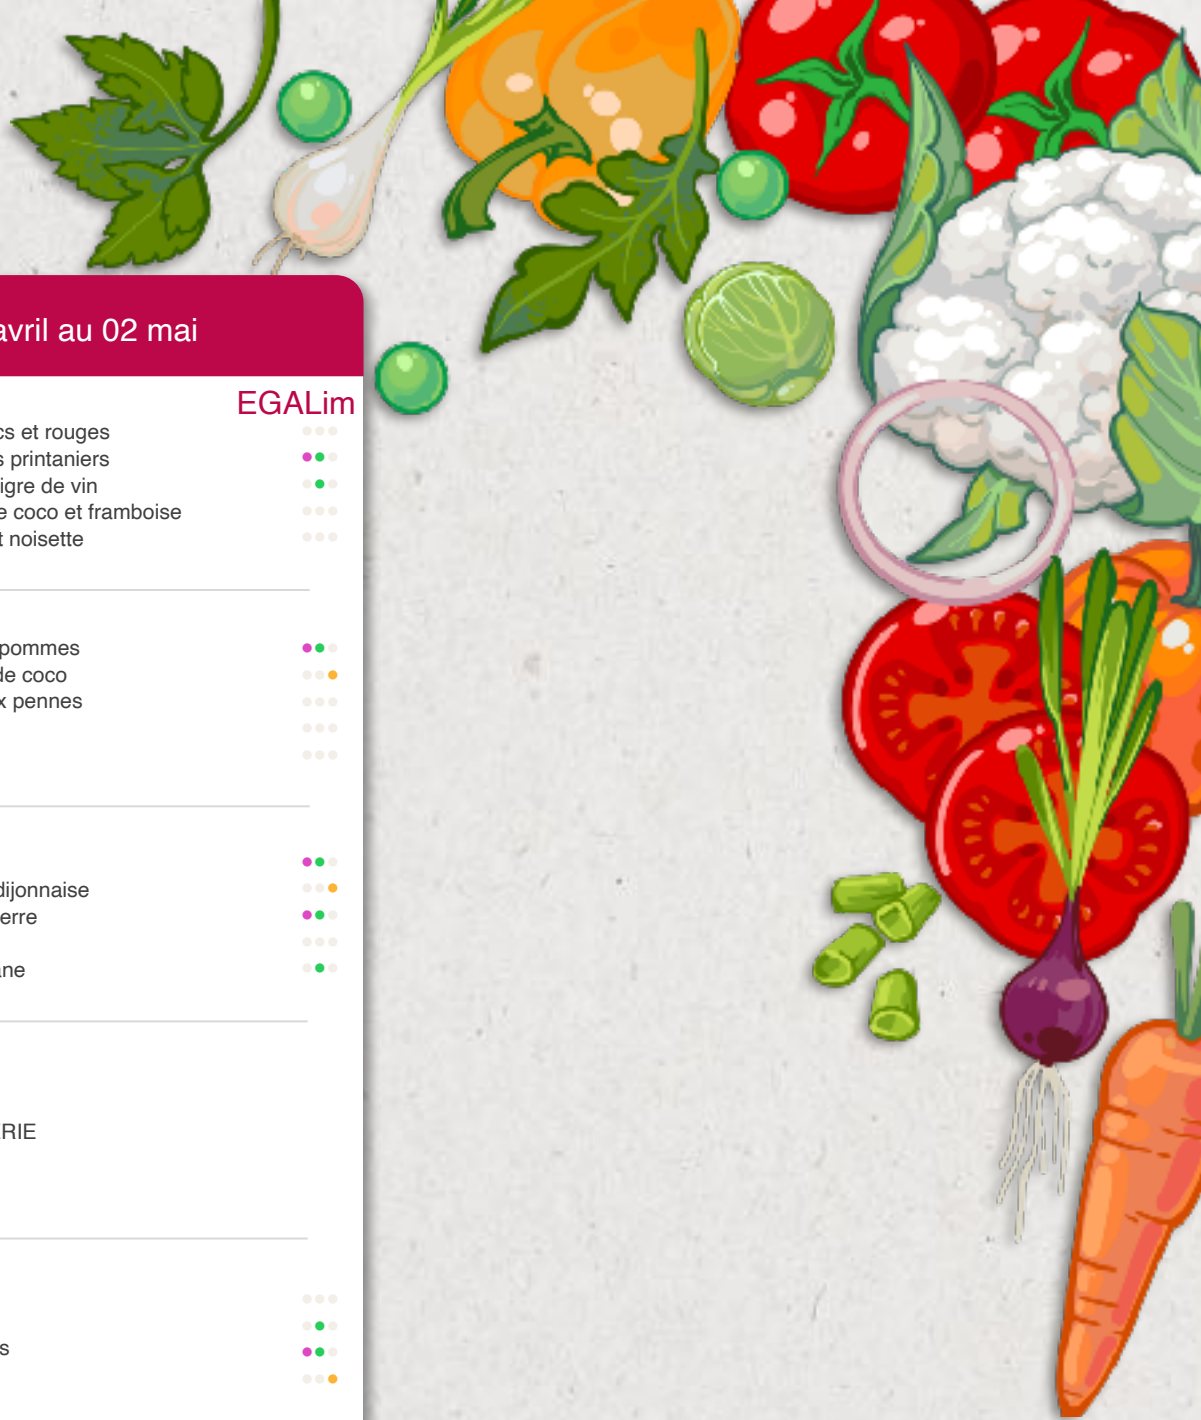 avril au 02 mai
EGALim
cs et rouges
s printaniers
igre de vin
e coco et framboise
t noisette
pommes
de coco
x pennes
dijonnaise
erre
ane
RIE
s